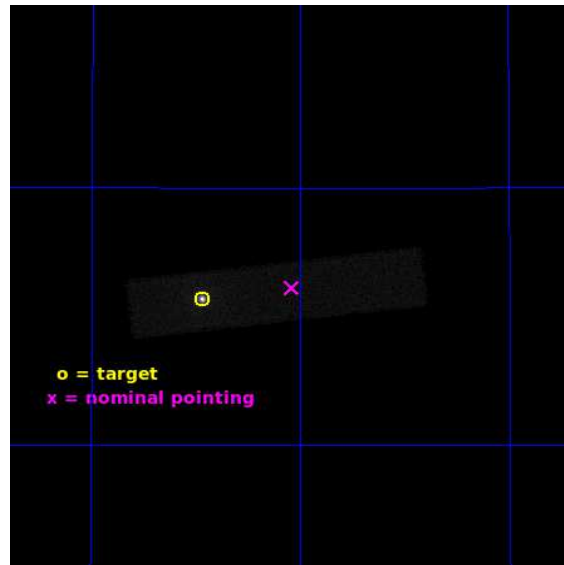 o = target
x = nominal pointing